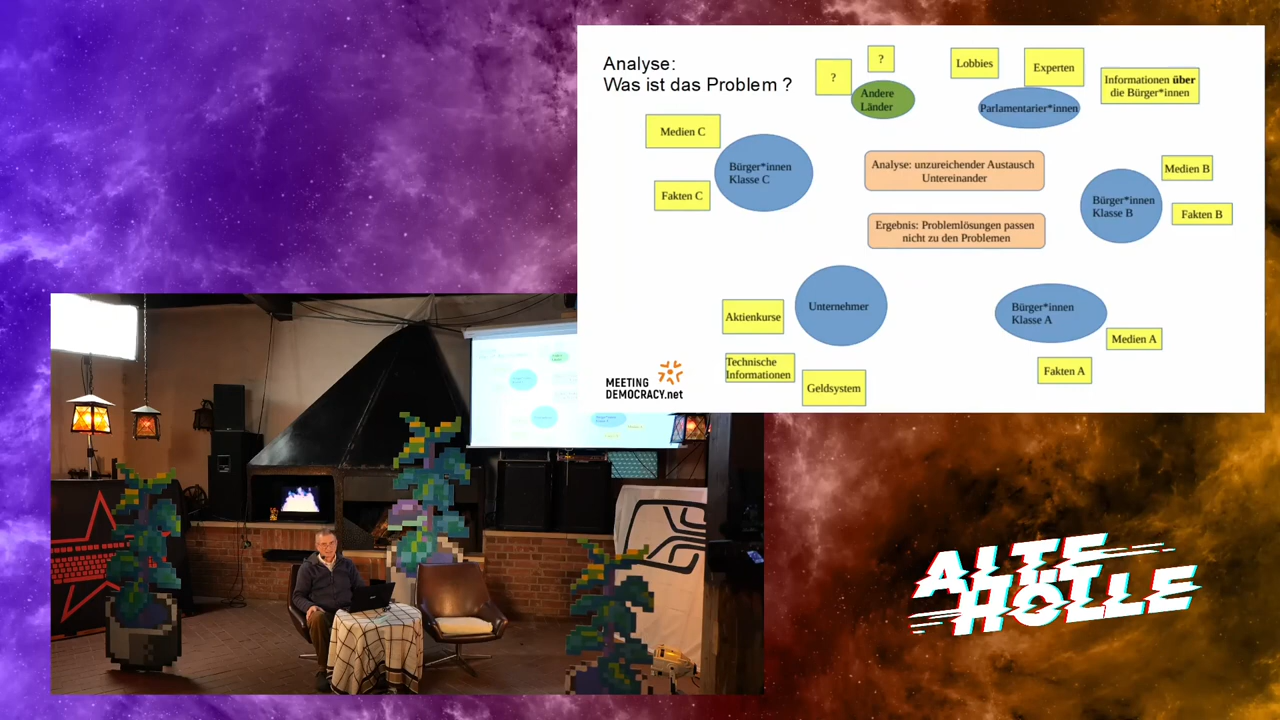 Analyse:
Was ist das Problem ?
?
?
Andere
Länder
Lobbies
Experten
Parlamentarier*innen
Informationen über
die Bürger*innen
Medien C
Bürger*innen
Klasse C
Fakten C
Analyse: unzureichender Austausch
Untereinander
Ergebnis: Problemlösungen passen
nicht zu den Problemen
Medien B
Bürger*innen
Klasse B
Fakten B
Aktienkurse
Unternehmer
Technische
Informationen
Geldsystem
Bürger*innen
Klasse A
Medien A
Fakten A
MEETING
DEMOCRACY.net
ALTE
HÖLLE